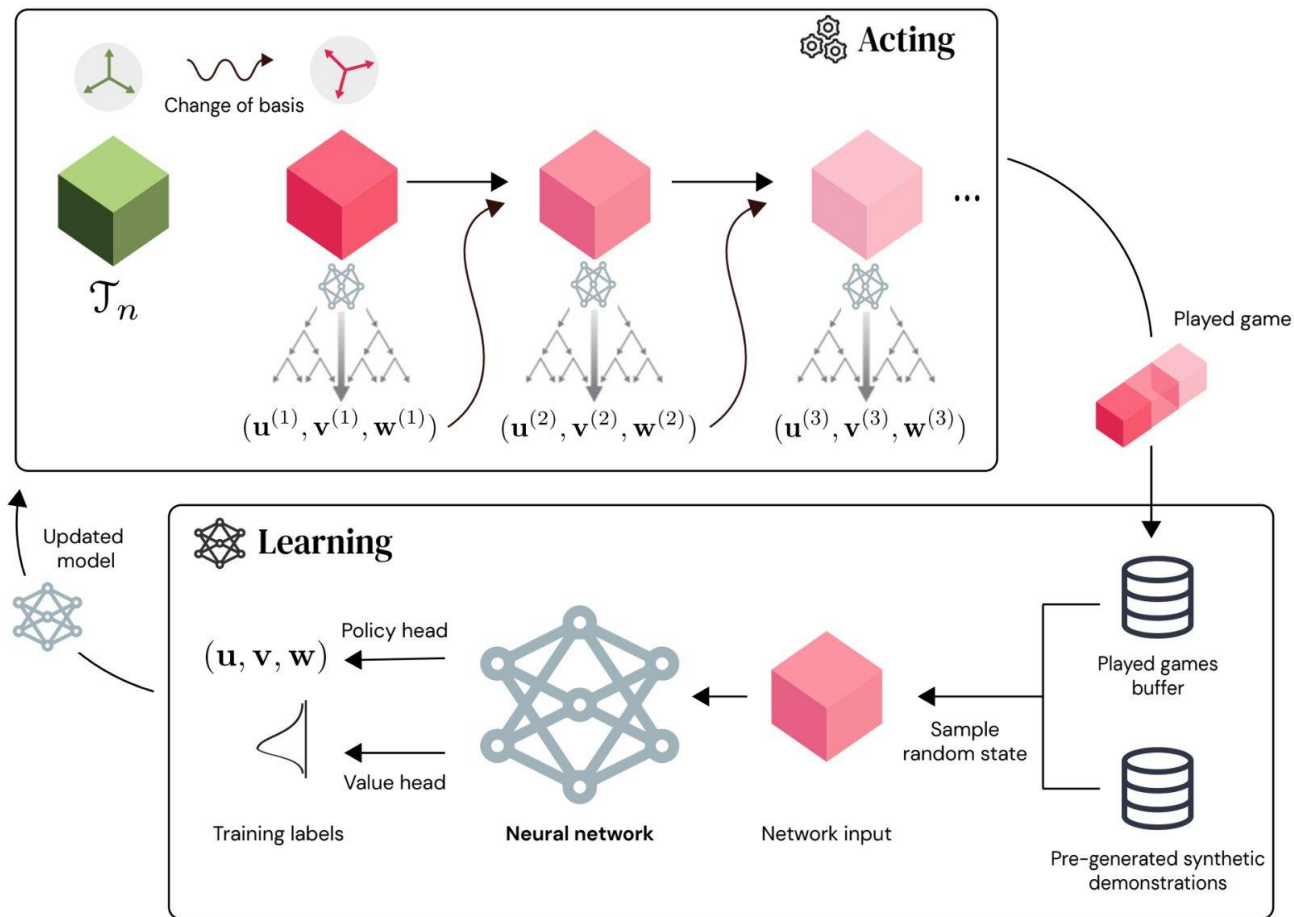 Acting
Change of basis
𝒯ₙ
...
(u⁽¹⁾, v⁽¹⁾, w⁽¹⁾)
(u⁽²⁾, v⁽²⁾, w⁽²⁾)
(u⁽³⁾, v⁽³⁾, w⁽³⁾)
Played game
Updated
model
Learning
Policy head
(u, v, w)
Value head
Training labels
Neural network
Network input
Sample
random state
Played games
buffer
Pre-generated synthetic
demonstrations